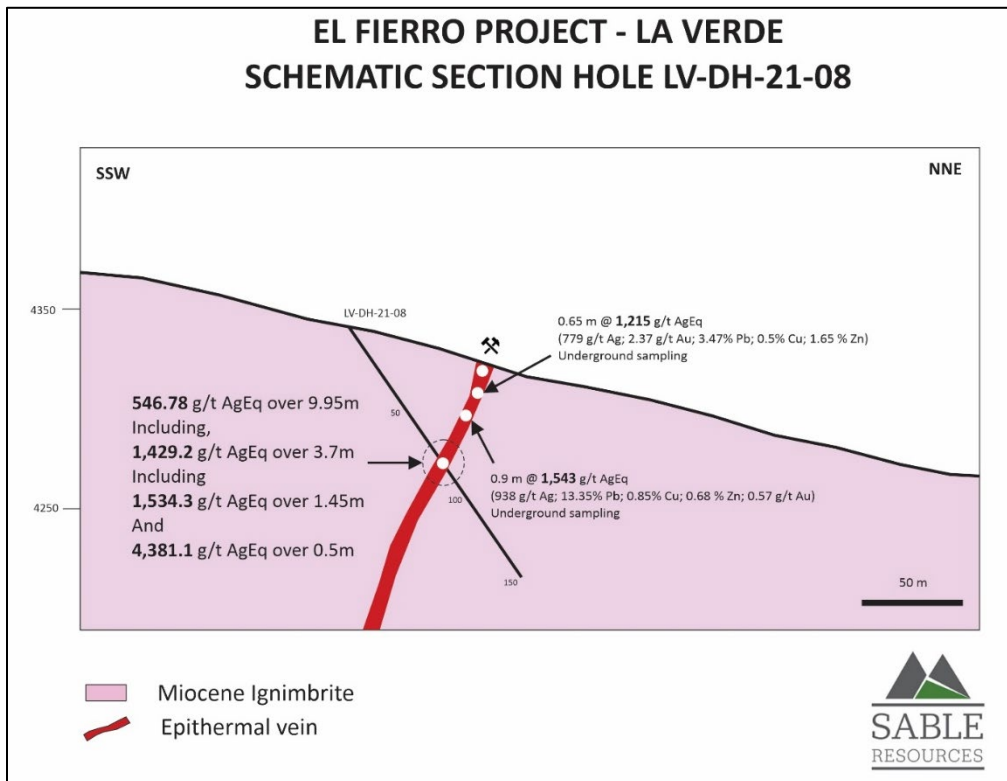 EL FIERRO PROJECT - LA VERDE
SCHEMATIC SECTION HOLE LV-DH-21-08
SSW
NNE
4350
LV-DH-21-08
0.65 m @ 1,215 g/t AgEq
(779 g/t Ag; 2.37 g/t Au; 3.47% Pb; 0.5% Cu; 1.65 % Zn)
Underground sampling
50
546.78 g/t AgEq over 9.95m
Including,
1,429.2 g/t AgEq over 3.7m
Including
1,534.3 g/t AgEq over 1.45m
And
4,381.1 g/t AgEq over 0.5m
0.9 m @ 1,543 g/t AgEq
(938 g/t Ag; 13.35% Pb; 0.85% Cu; 0.68 % Zn; 0.57 g/t Au)
Underground sampling
100
4250
150
50 m
Miocene Ignimbrite
Epithermal vein
SABLE
RESOURCES